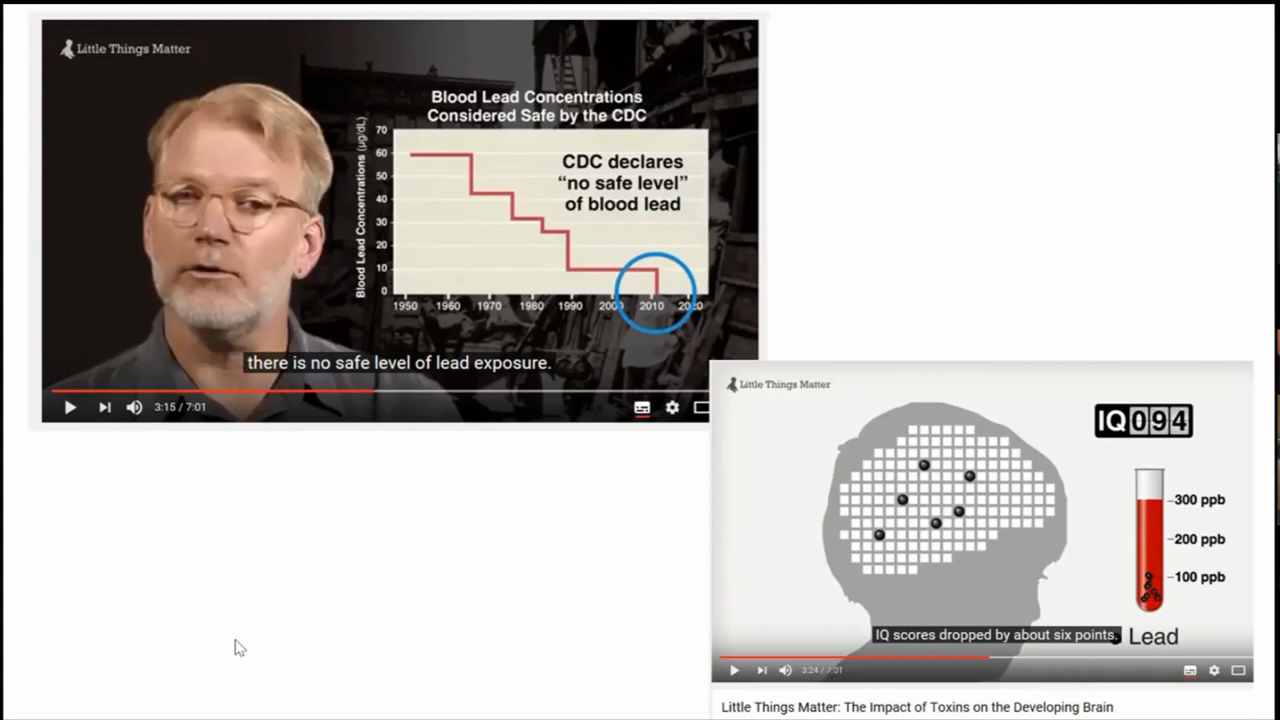 Little Things Matter
Blood Lead Concentrations
Considered Safe by the CDC
Blood Lead Concentrations (µg/dL)
70
60
50
40
30
20
10
0
CDC declares
“no safe level”
of blood lead
1950 1960 1970 1980 1990 2000 2010 2020
there is no safe level of lead exposure.
3:15 / 7:01
Little Things Matter
IQ 094
300 ppb
200 ppb
100 ppb
IQ scores dropped by about six points.
Lead
3:24 / 7:01
Little Things Matter: The Impact of Toxins on the Developing Brain